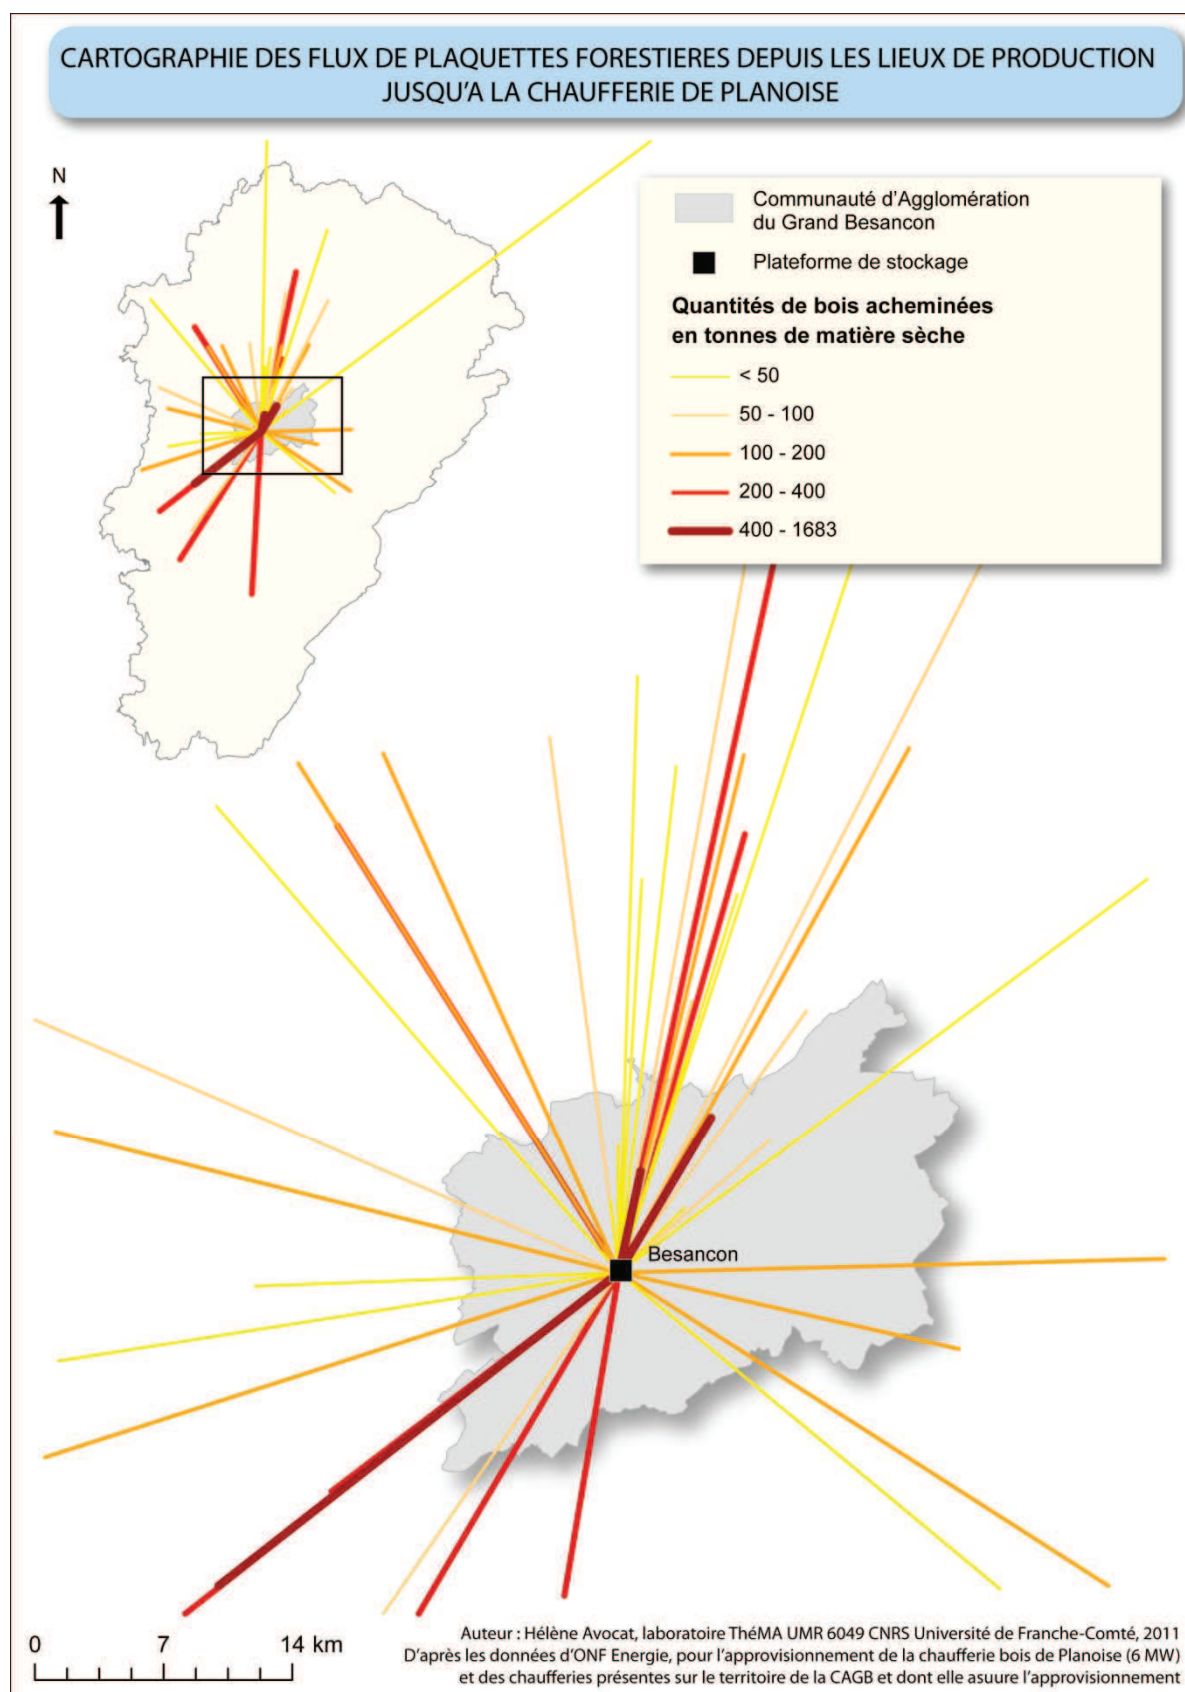 CARTOGRAPHIE DES FLUX DE PLAQUETTES FORESTIERES DEPUIS LES LIEUX DE PRODUCTION
JUSQU'A LA CHAUFFERIE DE PLANOISE
N
Communauté d'Agglomération
du Grand Besancon
Plateforme de stockage
Quantités de bois acheminées
en tonnes de matière sèche
< 50
50 - 100
100 - 200
200 - 400
400 - 1683
Besancon
0 7 14 km
Auteur : Hélène Avocat, laboratoire ThéMA UMR 6049 CNRS Université de Franche-Comté, 2011
D'après les données d'ONF Energie, pour l'approvisionnement de la chaufferie bois de Planoise (6 MW)
et des chaufferies présentes sur le territoire de la CAGB et dont elle asuure l'approvisionnement